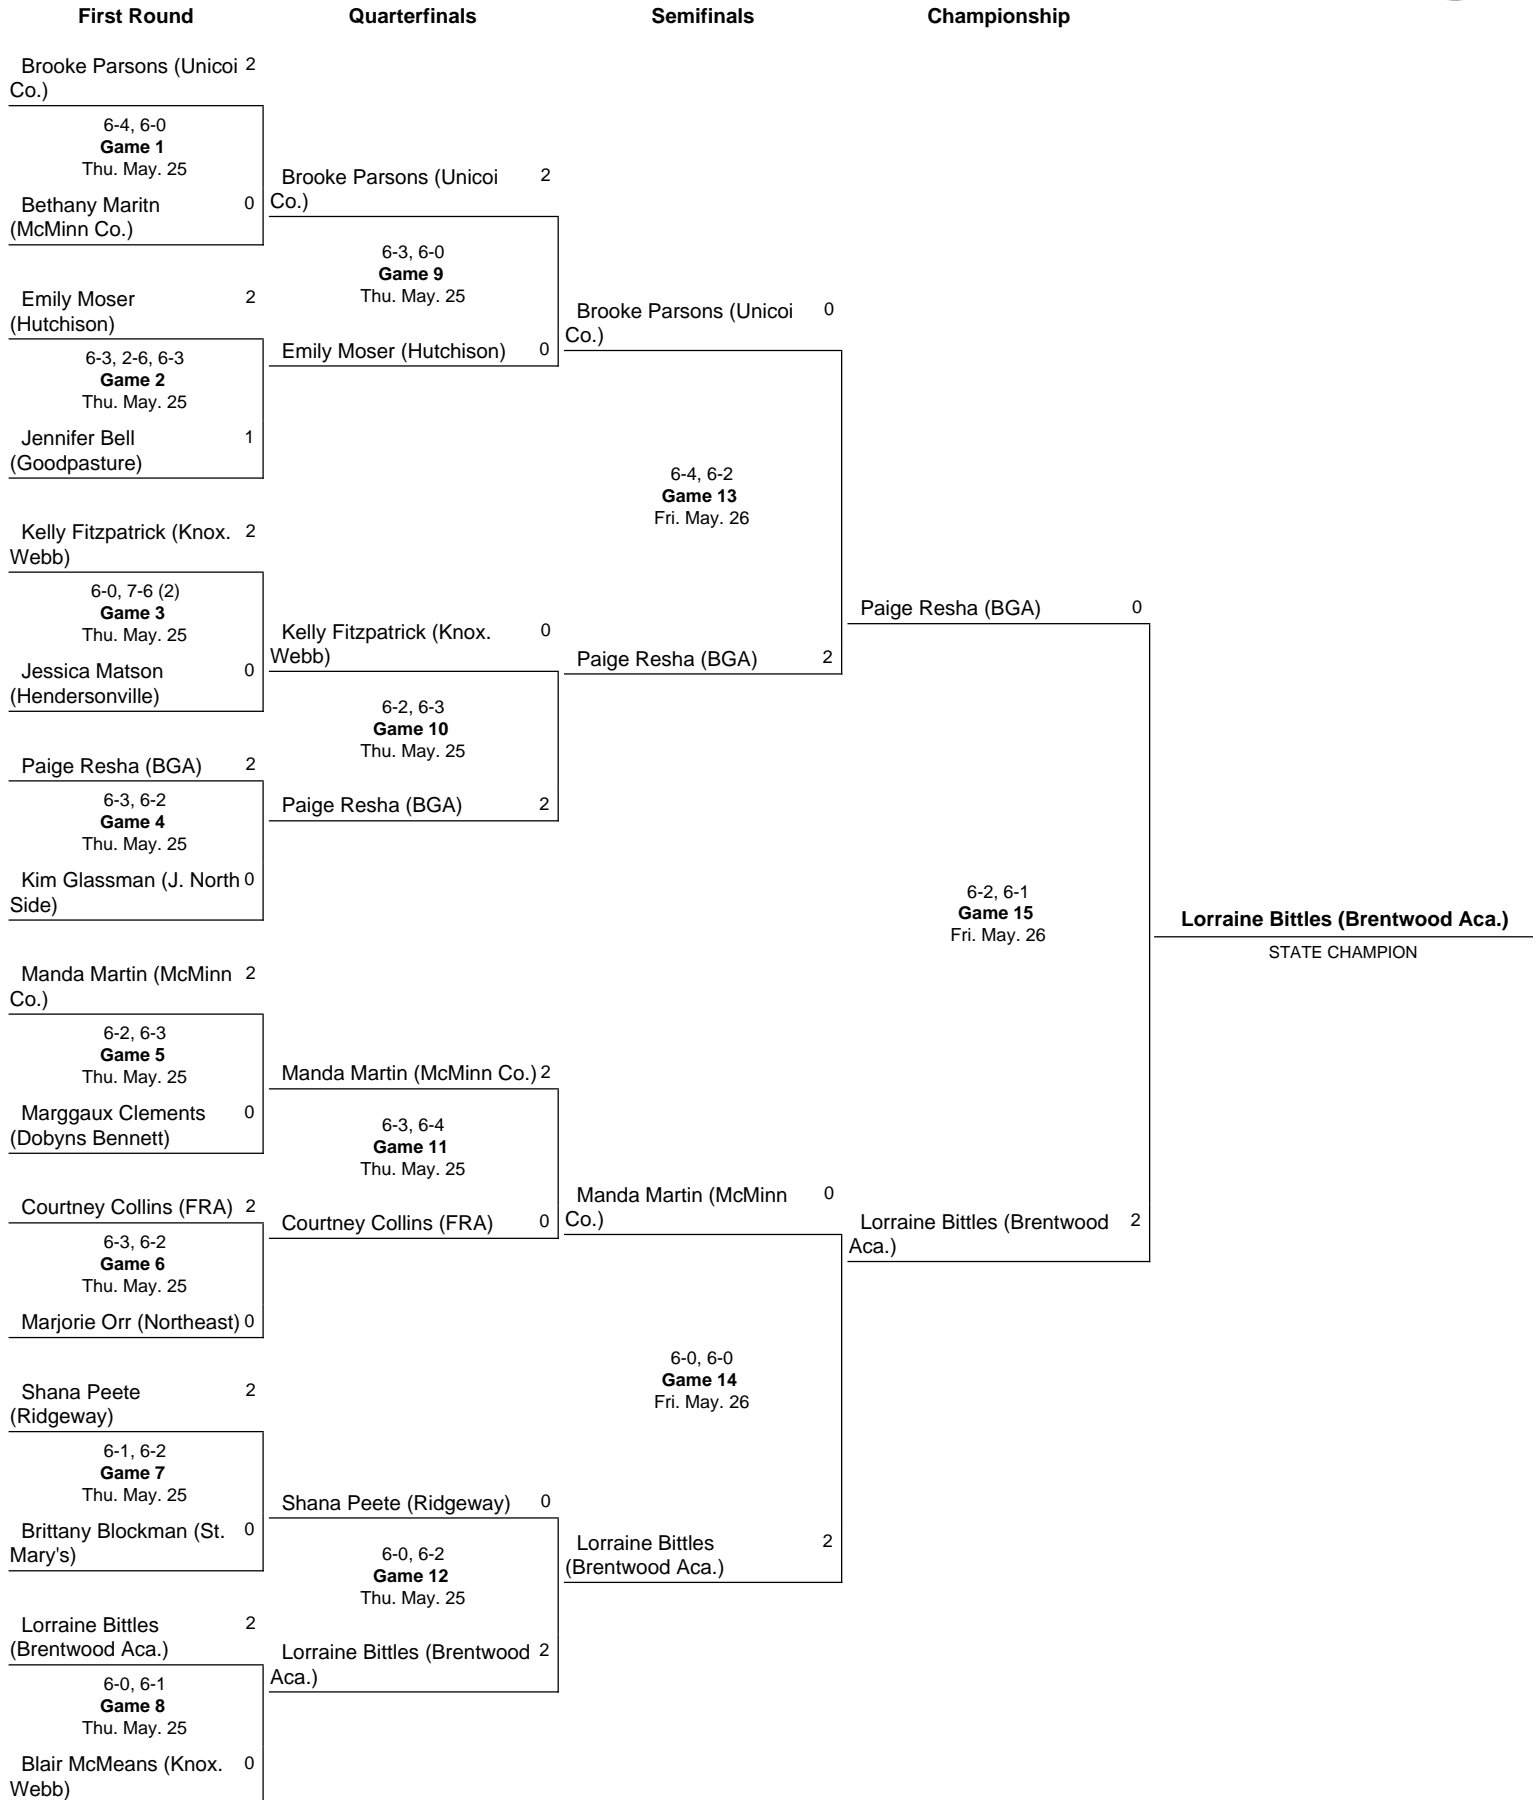 First Round
Quarterfinals
Semifinals
Championship
Brooke Parsons (Unicoi 2
Co.)
6-4, 6-0
Game 1
Thu. May. 25
Bethany Maritn 0
(McMinn Co.)
Emily Moser 2
(Hutchison)
6-3, 2-6, 6-3
Game 2
Thu. May. 25
Jennifer Bell 1
(Goodpasture)
Kelly Fitzpatrick (Knox. 2
Webb)
6-0, 7-6 (2)
Game 3
Thu. May. 25
Jessica Matson 0
(Hendersonville)
Paige Resha (BGA) 2
6-3, 6-2
Game 4
Thu. May. 25
Kim Glassman (J. North 0
Side)
Manda Martin (McMinn 2
Co.)
6-2, 6-3
Game 5
Thu. May. 25
Marggaux Clements 0
(Dobyns Bennett)
Courtney Collins (FRA) 2
6-3, 6-2
Game 6
Thu. May. 25
Marjorie Orr (Northeast) 0
Shana Peete 2
(Ridgeway)
6-1, 6-2
Game 7
Thu. May. 25
Brittany Blockman (St. 0
Mary's)
Lorraine Bittles 2
(Brentwood Aca.)
6-0, 6-1
Game 8
Thu. May. 25
Blair McMeans (Knox. 0
Webb)
Brooke Parsons (Unicoi 2
Co.)
6-3, 6-0
Game 9
Thu. May. 25
Emily Moser (Hutchison) 0
Kelly Fitzpatrick (Knox. 0
Webb)
6-2, 6-3
Game 10
Thu. May. 25
Paige Resha (BGA) 2
Manda Martin (McMinn Co.) 2
6-3, 6-4
Game 11
Thu. May. 25
Courtney Collins (FRA) 0
Shana Peete (Ridgeway) 0
6-0, 6-2
Game 12
Thu. May. 25
Lorraine Bittles (Brentwood 2
Aca.)
Brooke Parsons (Unicoi 0
Co.)
6-4, 6-2
Game 13
Fri. May. 26
Paige Resha (BGA) 2
Manda Martin (McMinn 0
Co.)
6-0, 6-0
Game 14
Fri. May. 26
Lorraine Bittles 2
(Brentwood Aca.)
Paige Resha (BGA) 0
6-2, 6-1
Game 15
Fri. May. 26
Lorraine Bittles (Brentwood 2
Aca.)
Lorraine Bittles (Brentwood Aca.)
STATE CHAMPION